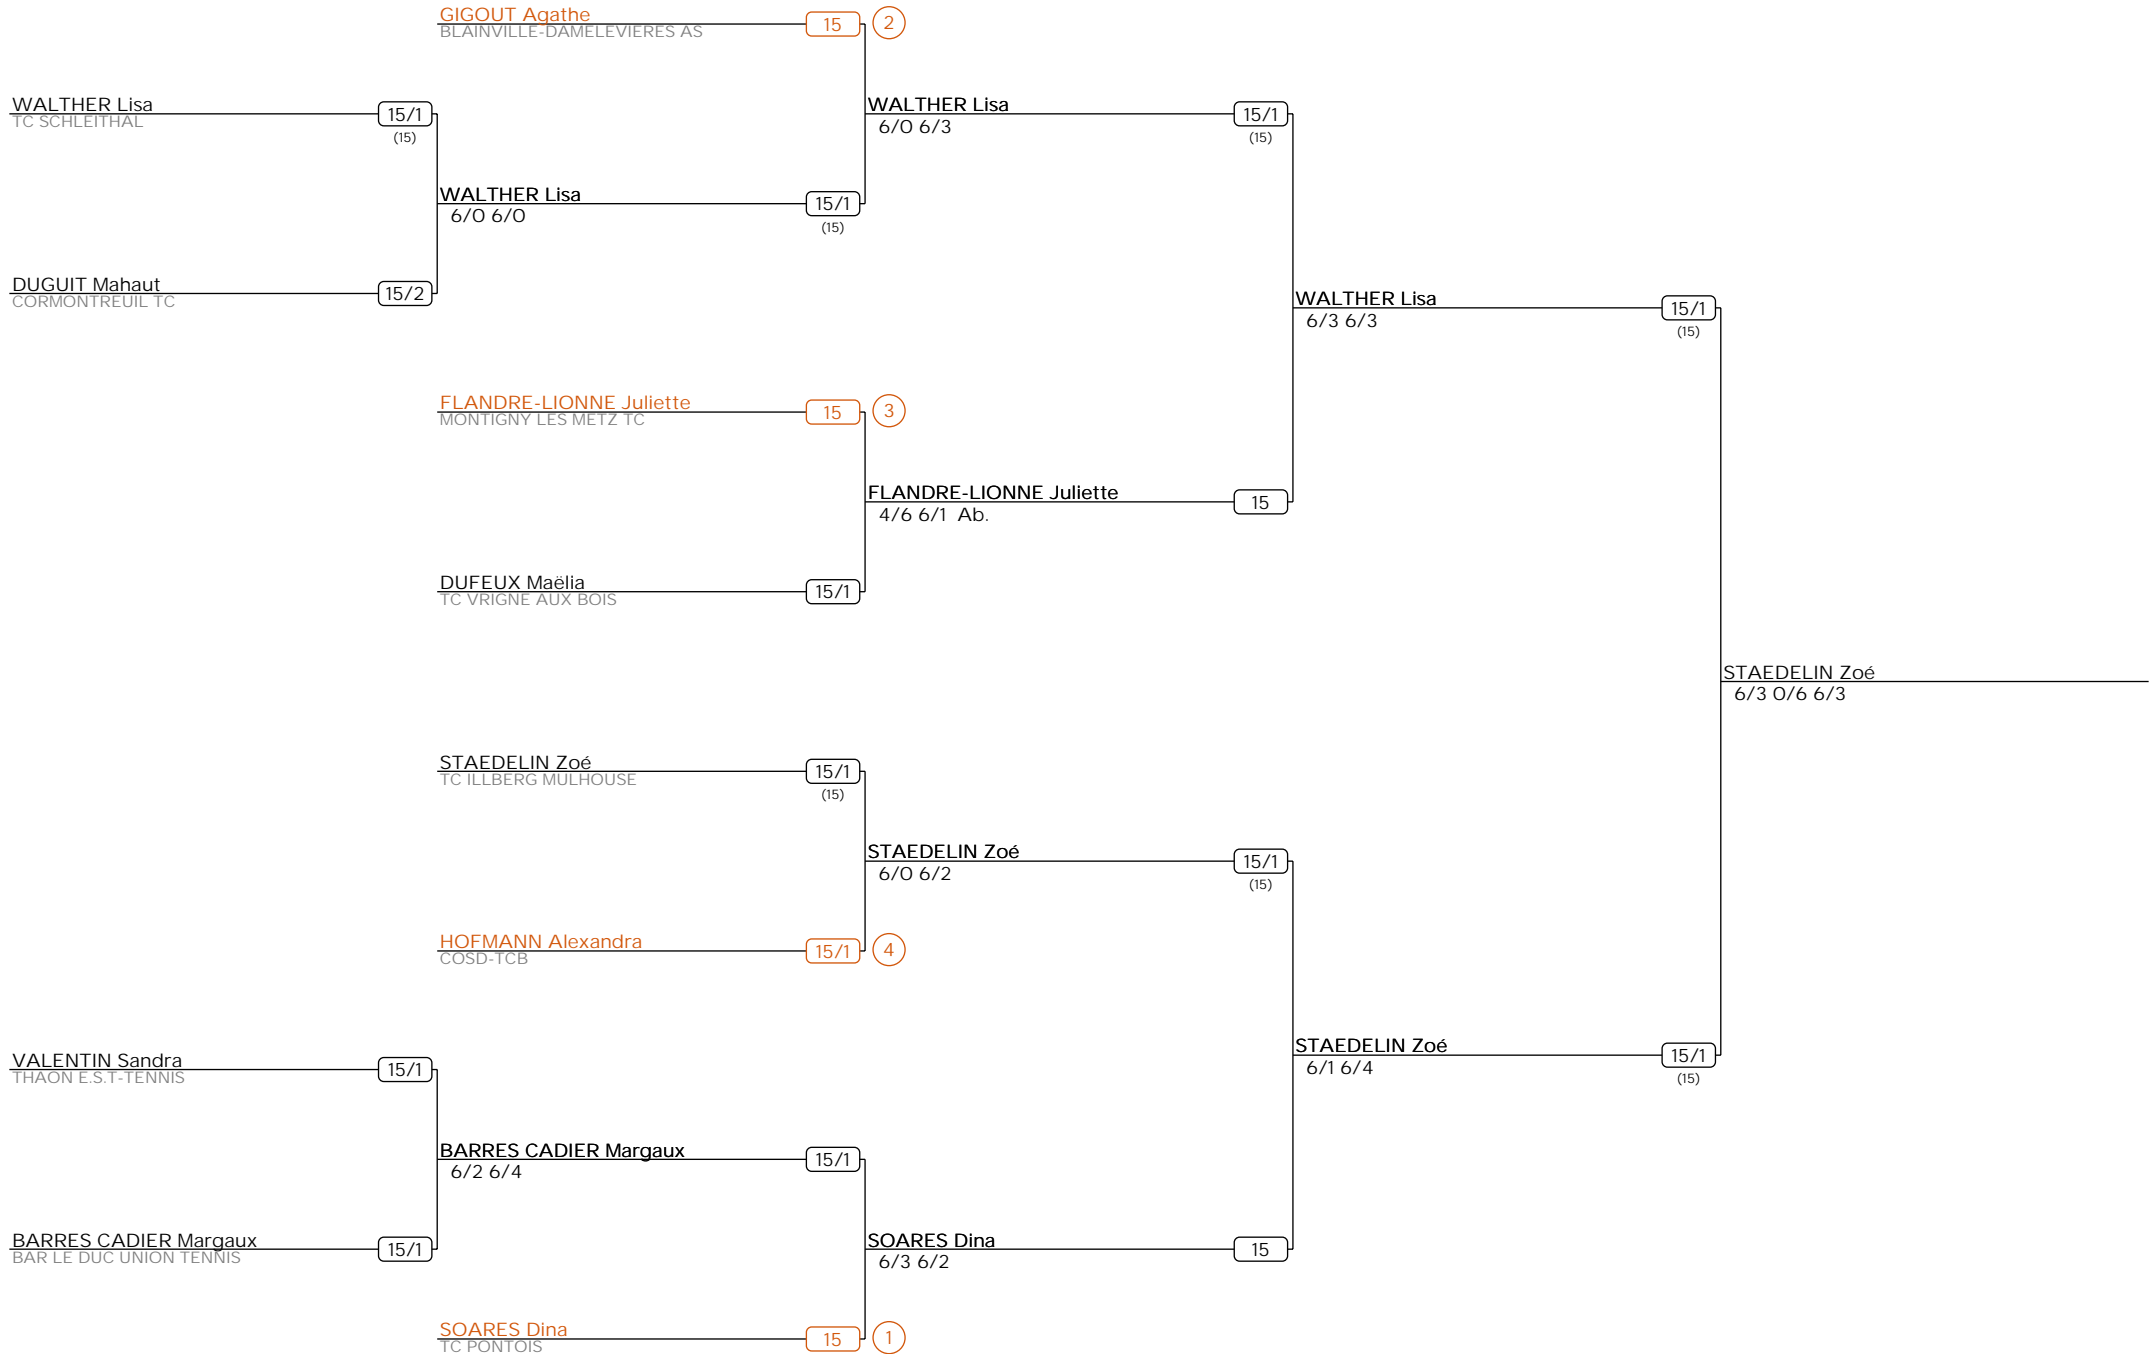 GIGOUT Agathe
BLAINVILLE-DAMELEVIERES AS
15
2
WALTHER Lisa
TC SCHLEITHAL
15/1
(15)
WALTHER Lisa
6/0 6/3
15/1
(15)
WALTHER Lisa
6/0 6/0
15/1
(15)
DUGUIT Mahaut
CORMONTREUIL TC
15/2
WALTHER Lisa
6/3 6/3
15/1
(15)
FLANDRE-LIONNE Juliette
MONTIGNY LES METZ TC
15
3
FLANDRE-LIONNE Juliette
4/6 6/1 Ab.
15
DUFEUX Maëlia
TC VRIGNE AUX BOIS
15/1
STAEDELIN Zoé
6/3 0/6 6/3
STAEDELIN Zoé
TC ILLBERG MULHOUSE
15/1
(15)
STAEDELIN Zoé
6/0 6/2
15/1
(15)
HOFMANN Alexandra
COSD-TCB
15/1
4
STAEDELIN Zoé
6/1 6/4
15/1
(15)
VALENTIN Sandra
THAON E.S.T-TENNIS
15/1
BARRES CADIER Margaux
6/2 6/4
15/1
BARRES CADIER Margaux
BAR LE DUC UNION TENNIS
15/1
SOARES Dina
6/3 6/2
15
SOARES Dina
TC PONTOIS
15
1